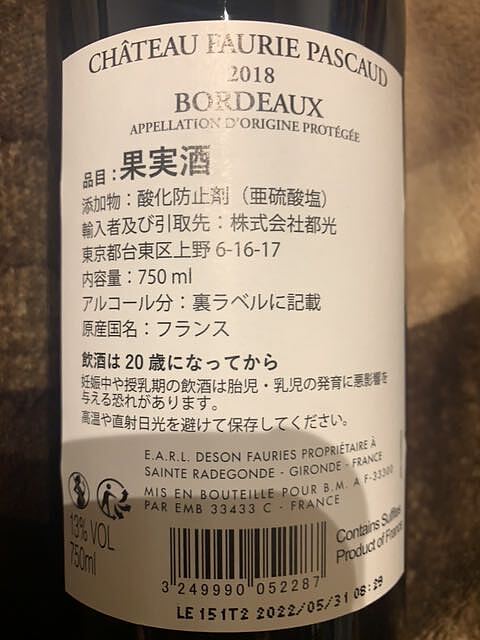 CHÂTEAU FAURIE PASCAUD
2018
BORDEAUX
APPELLATION D'ORIGINE PROTÉGÉE
品目：果実酒
添加物：酸化防止剤（亜硫酸塩）
輸入者及び引取先：株式会社都光
東京都台東区上野 6-16-17
内容量：750 ml
アルコール分：裏ラベルに記載
原産国名：フランス
飲酒は 20 歳になってから
妊娠中や授乳期の飲酒は胎児・乳児の発育に悪影響を
与える恐れがあります。
高温や直射日光を避けて保存してください。
E.A.R.L. DESON FAURIES PROPRIÉTAIRE À
SAINTE RADEGONDE - GIRONDE - FRANCE
MIS EN BOUTEILLE POUR B.M. A F-33300
PAR EMB 33433 C - FRANCE
13% VOL
750ml
Contains Sulfites
Product of France
3 249990 052287
LE 151T2 2022/05/31 08:29